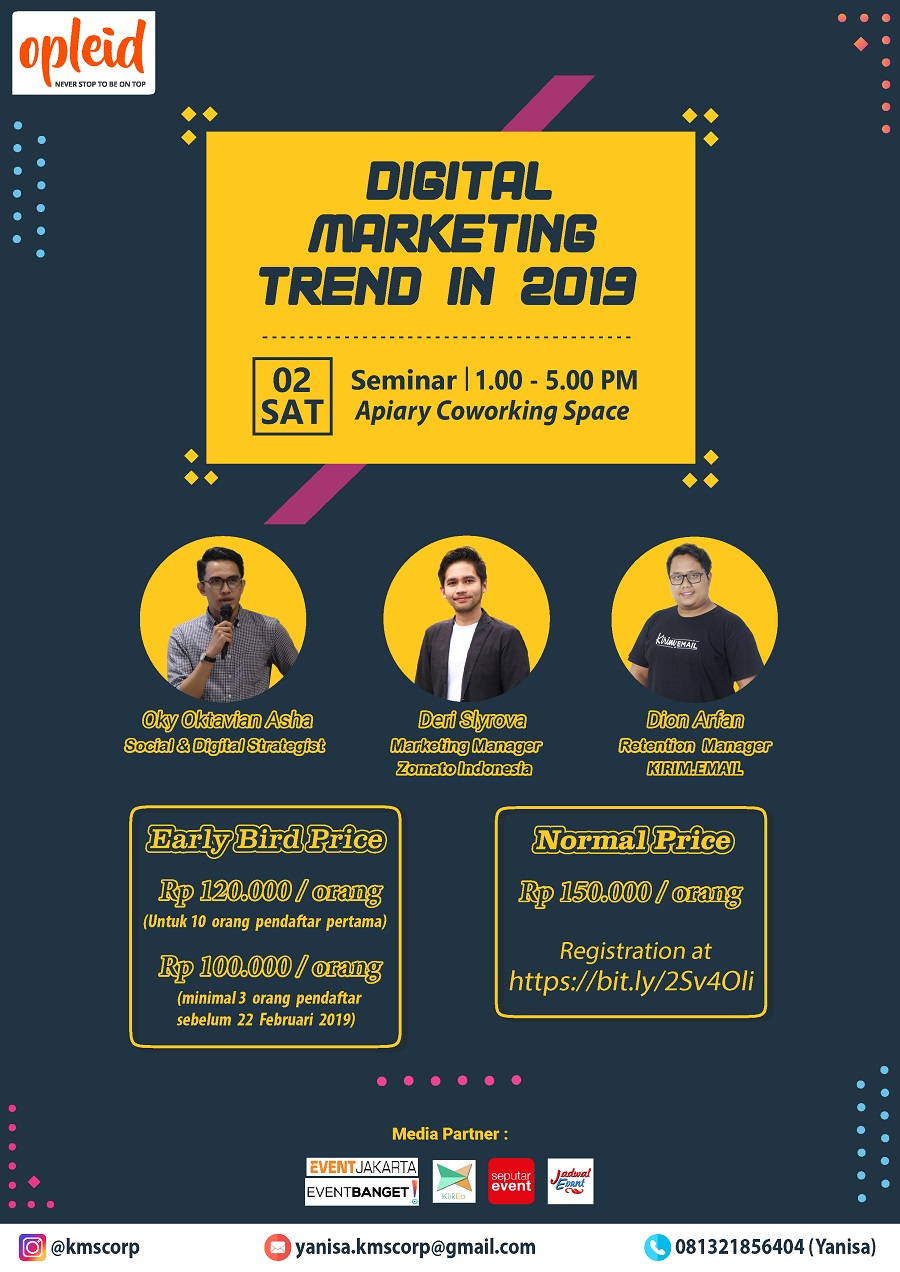 opleid
NEVER STOP TO BE ON TOP
DIGITAL
MARKETING
TREND IN 2019
02
SAT
Seminar | 1.00 - 5.00 PM
Apiary Coworking Space
Kirim.EMAIL
Oky Oktavian Asha
Social & Digital Strategist
Deri Slyrova
Marketing Manager
Zomato Indonesia
Dion Arfan
Retention Manager
KIRIM.EMAIL
Early Bird Price
Rp 120.000 / orang
(Untuk 10 orang pendaftar pertama)
Rp 100.000 / orang
(minimal 3 orang pendaftar
sebelum 22 Februari 2019)
Normal Price
Rp 150.000 / orang
Registration at
https://bit.ly/2Sv4Oli
Media Partner :
EVENTJAKARTA
EVENTBANGET!
KlikEo
seputar
event
Jadwal
Event
@kmscorp
yanisa.kmscorp@gmail.com
081321856404 (Yanisa)